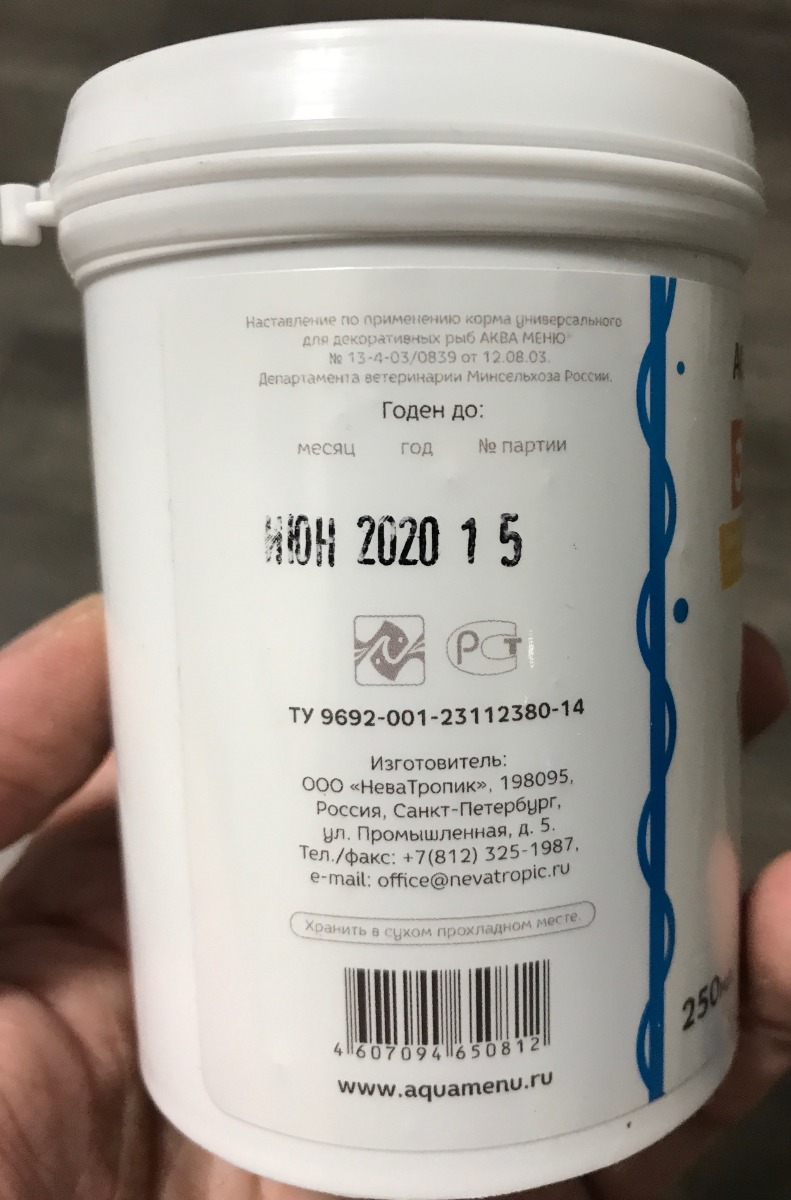 Наставление по применению корма универсального
для декоративных рыб АКВА МЕНЮ®
№ 13-4-03/0839 от 12.08.03.
Департамента ветеринарии Минсельхоза России.
Годен до:
месяц год № партии
ИЮН 2020 1 5
РСТ
ТУ 9692-001-23112380-14
Изготовитель:
ООО «НеваТропик», 198095,
Россия, Санкт-Петербург,
ул. Промышленная, д. 5.
Тел./факс: +7(812) 325-1987,
e-mail: office@nevatropic.ru
Хранить в сухом прохладном месте.
4 607094 650812
www.aquamenu.ru
250